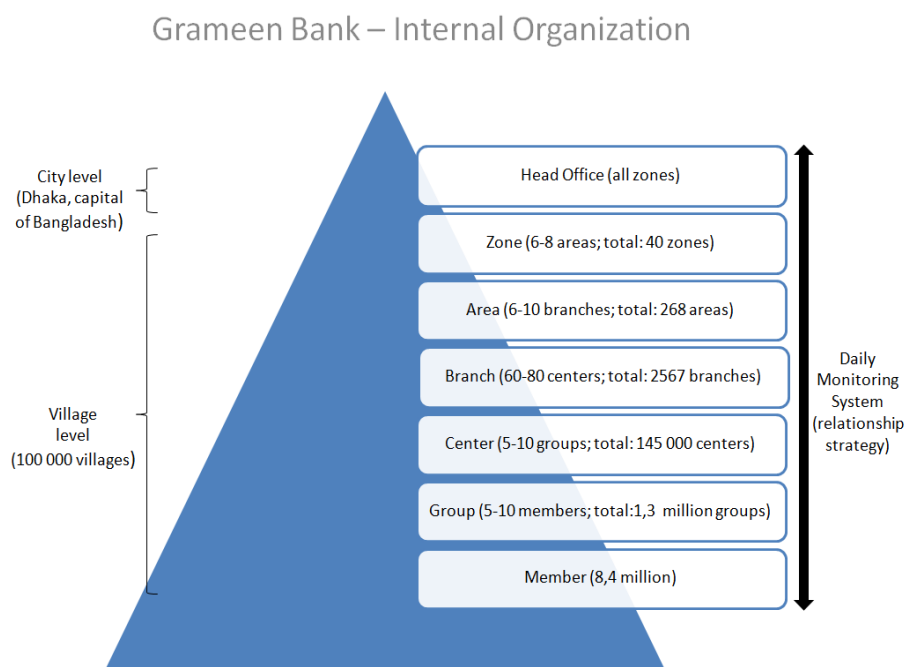 Grameen Bank – Internal Organization
City level
(Dhaka, capital
of Bangladesh)
Head Office (all zones)
Zone (6-8 areas; total: 40 zones)
Area (6-10 branches; total: 268 areas)
Branch (60-80 centers; total: 2567 branches)
Center (5-10 groups; total: 145 000 centers)
Group (5-10 members; total:1,3 million groups)
Member (8,4 million)
Village
level
(100 000 villages)
Daily
Monitoring
System
(relationship
strategy)